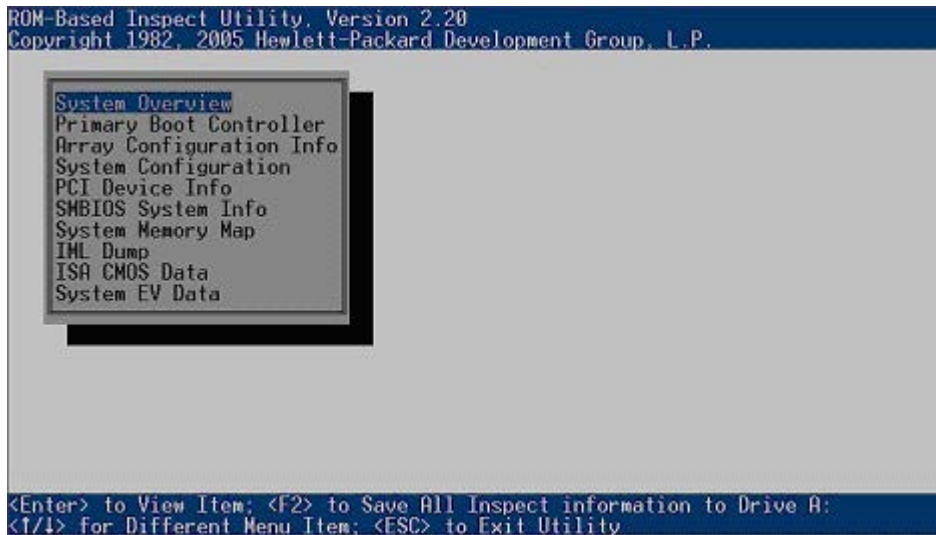 ROM-Based Inspect Utility, Version 2.20
Copyright 1982, 2005 Hewlett-Packard Development Group, L.P.
System Overview
Primary Boot Controller
Array Configuration Info
System Configuration
PCI Device Info
SMBIOS System Info
System Memory Map
IML Dump
ISA CMOS Data
System EV Data
<Enter> to View Item; <F2> to Save All Inspect information to Drive A:
<↑/↓> for Different Menu Item; <ESC> to Exit Utility